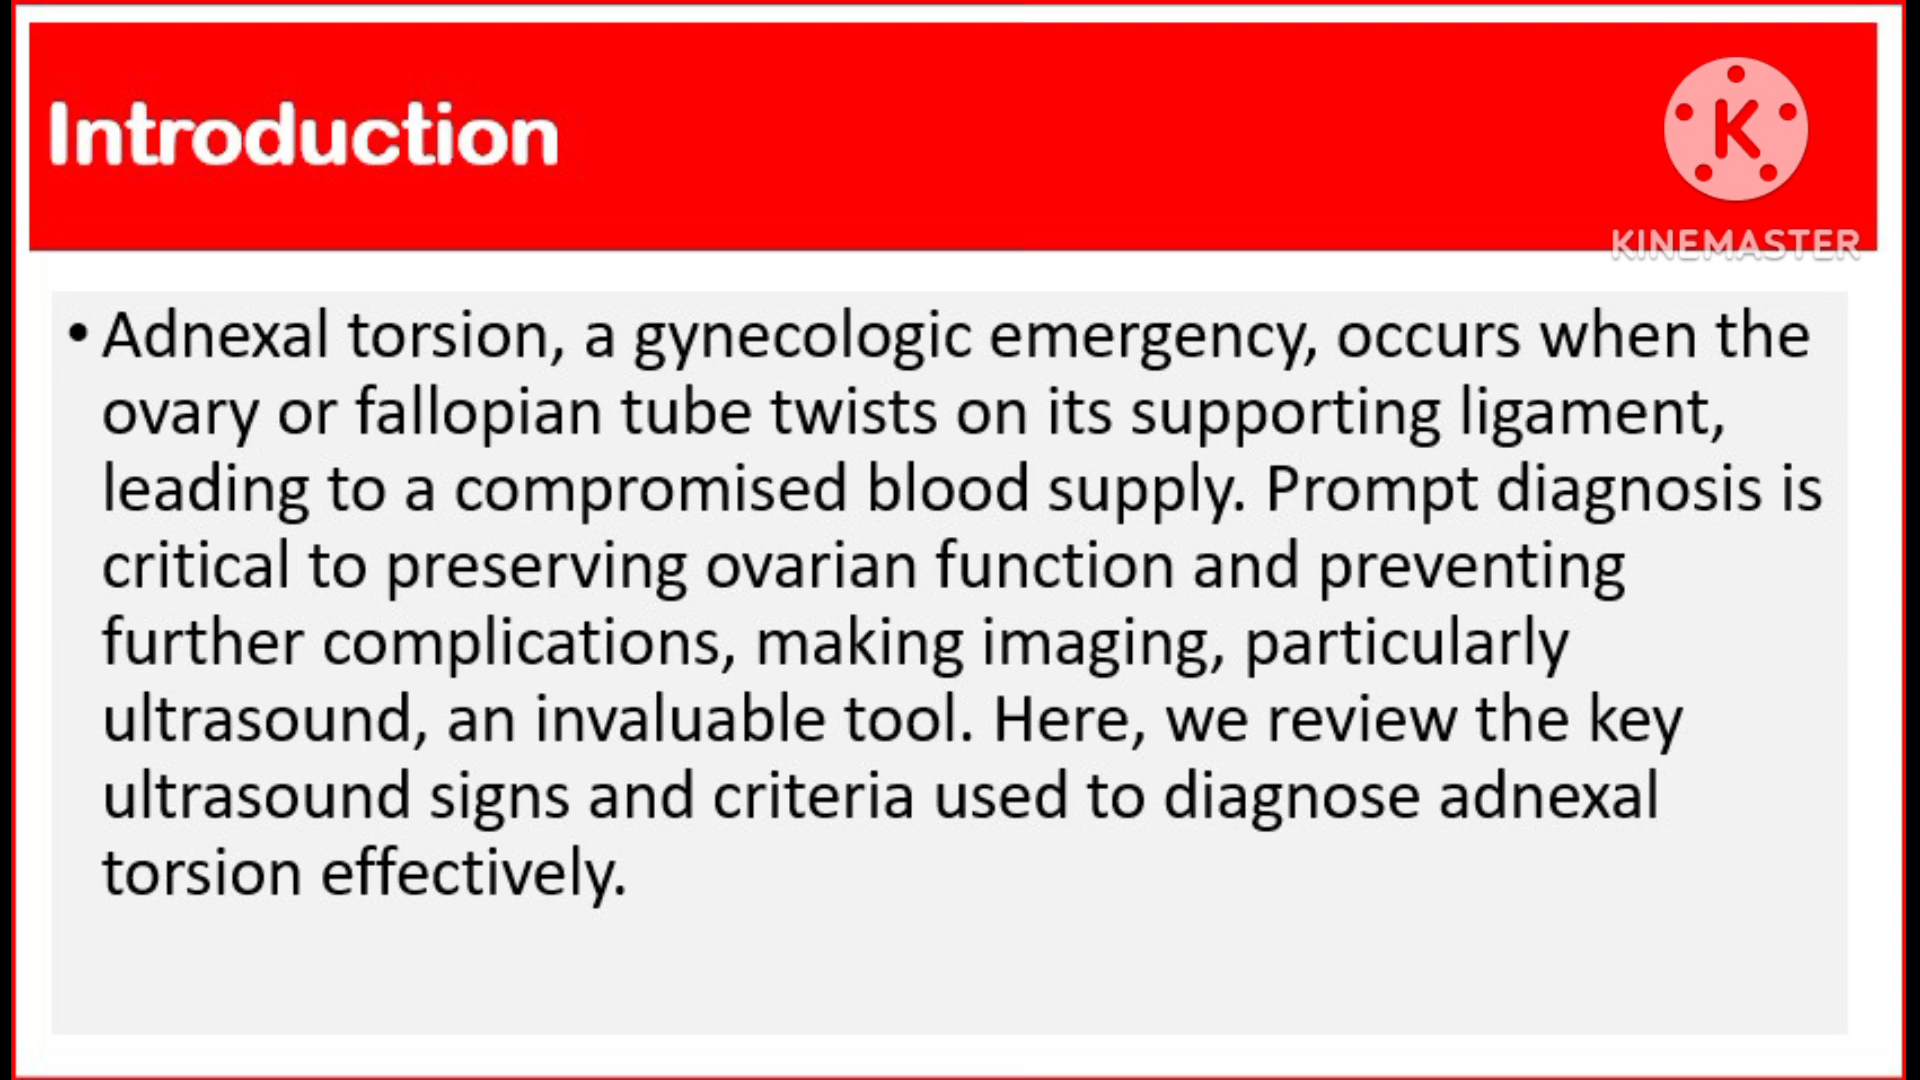 Introduction
K
KINEMASTER
• Adnexal torsion, a gynecologic emergency, occurs when the
ovary or fallopian tube twists on its supporting ligament,
leading to a compromised blood supply. Prompt diagnosis is
critical to preserving ovarian function and preventing
further complications, making imaging, particularly
ultrasound, an invaluable tool. Here, we review the key
ultrasound signs and criteria used to diagnose adnexal
torsion effectively.